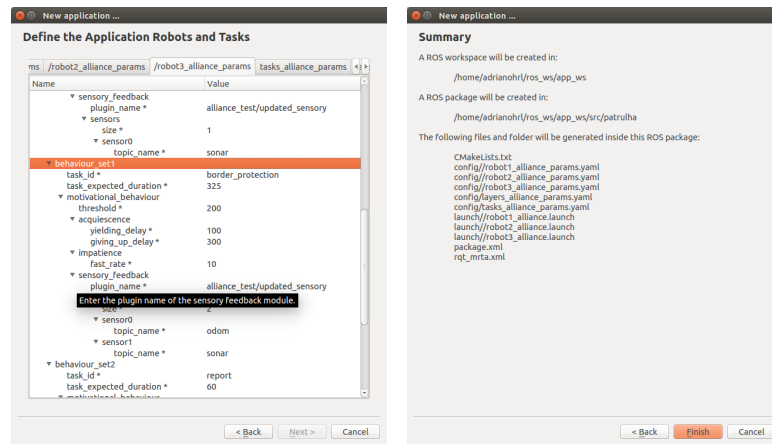 New application ...
Define the Application Robots and Tasks
ms /robot2_alliance_params /robot3_alliance_params tasks_alliance_params
Name Value
sensory_feedback
plugin_name * alliance_test/updated_sensory
sensors
size * 1
sensor0
topic_name * sonar
behaviour_set1
task_id * border_protection
task_expected_duration * 325
motivational_behaviour
threshold * 200
acquiescence
yielding_delay * 100
giving_up_delay * 300
impatience
fast_rate * 10
sensory_feedback
plugin_name * alliance_test/updated_sensory
Enter the plugin name of the sensory feedback module.
size * 2
sensor0
topic_name * odom
sensor1
topic_name * sonar
behaviour_set2
task_id * report
task_expected_duration * 60
motivational_behaviour
< Back Next > Cancel
New application ...
Summary
A ROS workspace will be created in:
/home/adrianohrl/ros_ws/app_ws
A ROS package will be created in:
/home/adrianohrl/ros_ws/app_ws/src/patrulha
The following files and folder will be generated inside this ROS package:
CMakeLists.txt
config//robot1_alliance_params.yaml
config//robot2_alliance_params.yaml
config//robot3_alliance_params.yaml
config/layers_alliance_params.yaml
config/tasks_alliance_params.yaml
launch//robot1_alliance.launch
launch//robot2_alliance.launch
launch//robot3_alliance.launch
package.xml
rqt_mrta.xml
< Back Finish Cancel